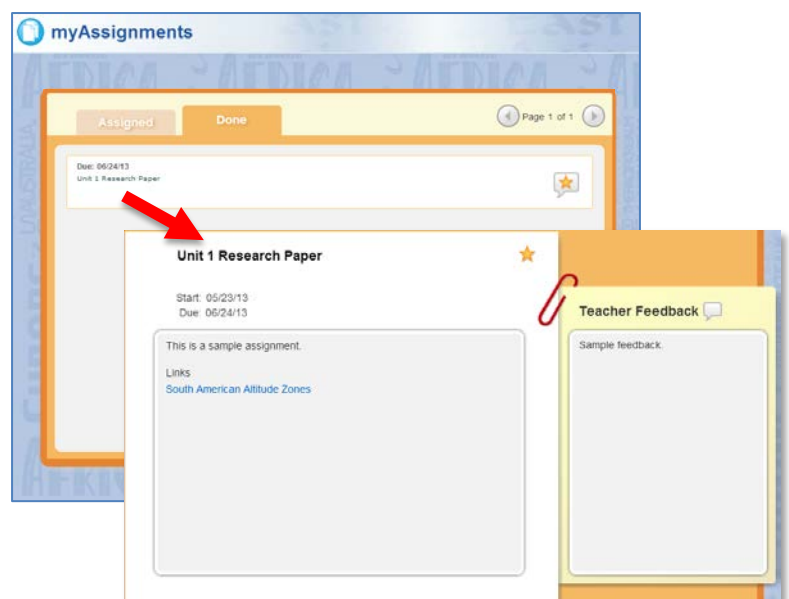 myAssignments
Assigned
Done
Page 1 of 1
Due: 06/24/13
Unit 1 Research Paper
Unit 1 Research Paper
Start: 05/23/13
Due: 06/24/13
This is a sample assignment.
Links
South American Altitude Zones
Teacher Feedback
Sample feedback.
AFRICA
AFRICA